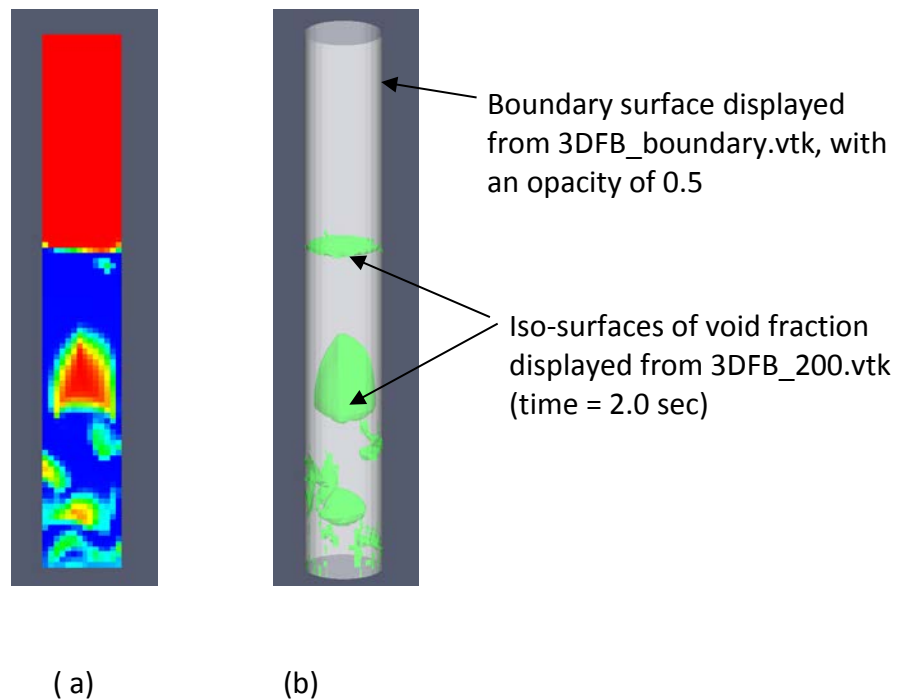 Boundary surface displayed
from 3DFB_boundary.vtk, with
an opacity of 0.5
Iso-surfaces of void fraction
displayed from 3DFB_200.vtk
(time = 2.0 sec)
( a)
(b)